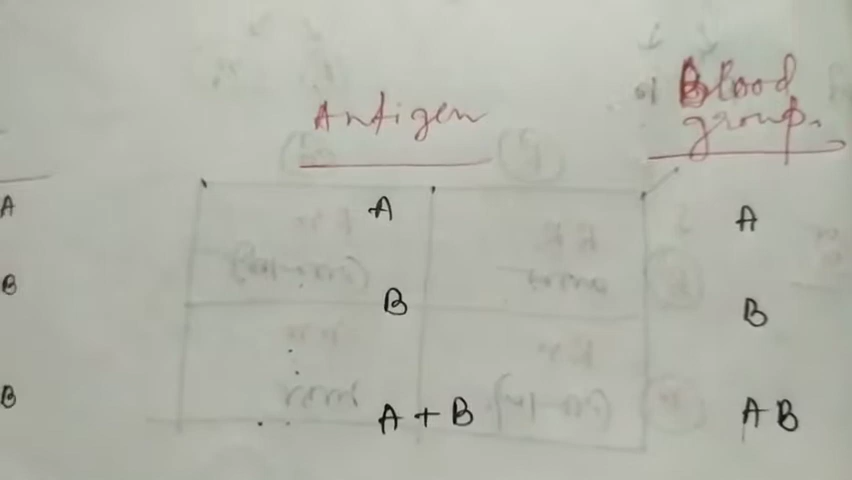 Antigen
Blood
group.
A A A
B B B
B A + B AB